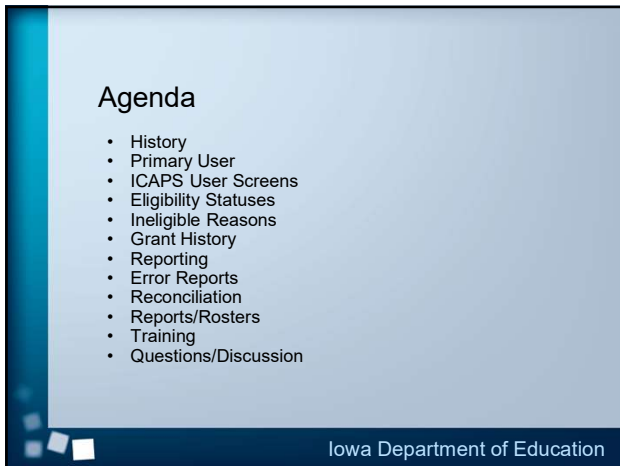 Agenda
• History
• Primary User
• ICAPS User Screens
• Eligibility Statuses
• Ineligible Reasons
• Grant History
• Reporting
• Error Reports
• Reconciliation
• Reports/Rosters
• Training
• Questions/Discussion
Iowa Department of Education